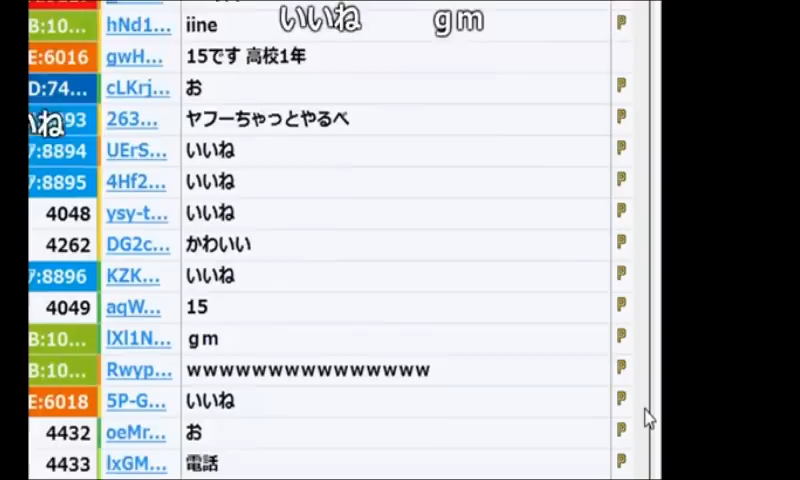 いいね gm
B:10... hNd1... iine P
E:6016 gwH... 15です 高校1年
D:74... cLKrj... お P
いね 93 263... ヤフーちゃっとやるべ P
7:8894 UErS... いいね P
7:8895 4Hf2... いいね P
4048 ysy-t... いいね P
4262 DG2c... かわいい P
7:8896 KZK... いいね P
4049 aqW... 15 P
B:10... lXl1N... gm P
B:10... Rwyp... wwwwwwwwwwwwwww P
E:6018 5P-G... いいね P
4432 oeMr... お P
4433 lxGM... 電話 P